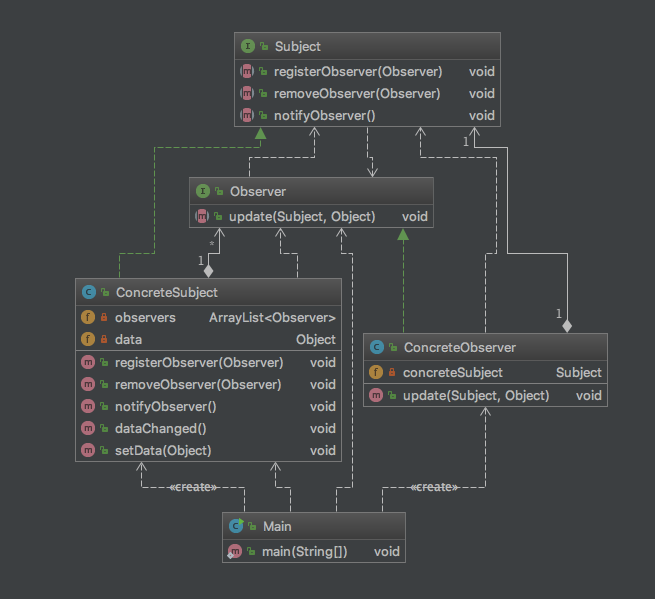 I Subject
m registerObserver(Observer) void
m removeObserver(Observer) void
m notifyObserver() void
1
I Observer
m update(Subject, Object) void
*
1
1
C ConcreteSubject
f observers ArrayList<Observer>
f data Object
m registerObserver(Observer) void
m removeObserver(Observer) void
m notifyObserver() void
m dataChanged() void
m setData(Object) void
C ConcreteObserver
f concreteSubject Subject
m update(Subject, Object) void
«create»
«create»
C Main
m main(String[]) void